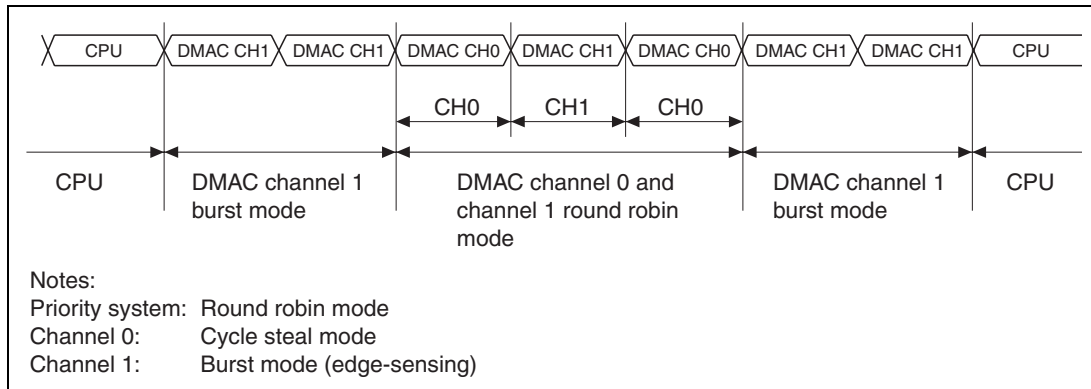 CPU DMAC CH1 DMAC CH1 DMAC CH0 DMAC CH1 DMAC CH0 DMAC CH1 DMAC CH1 CPU
CH0 CH1 CH0
CPU
DMAC channel 1
burst mode
DMAC channel 0 and
channel 1 round robin
mode
DMAC channel 1
burst mode
CPU
Notes:
Priority system: Round robin mode
Channel 0: Cycle steal mode
Channel 1: Burst mode (edge-sensing)